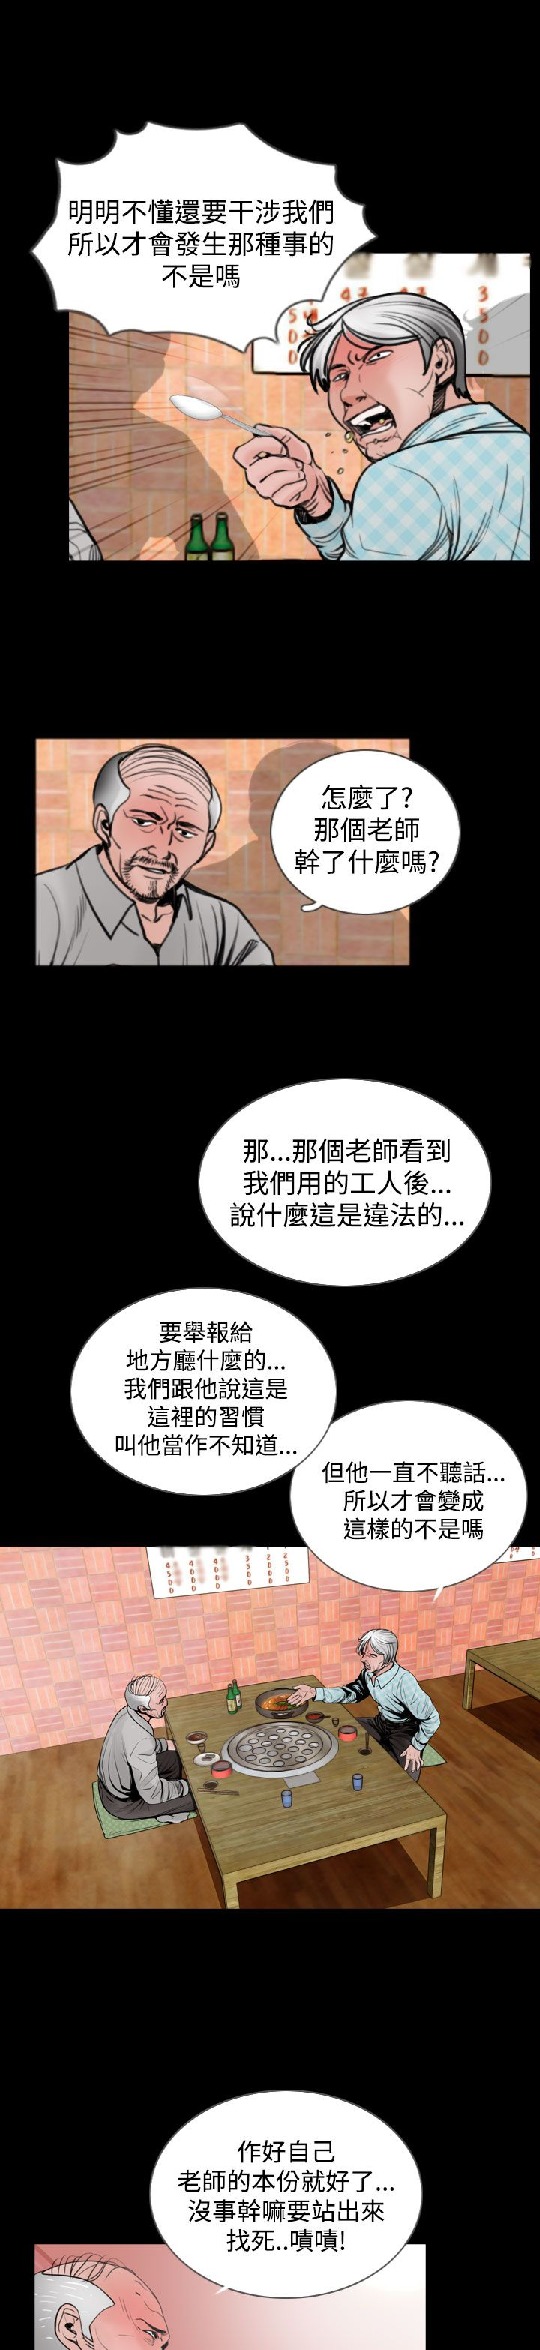 明明不懂還要干涉我們
所以才會發生那種事的
不是嗎
怎麼了?
那個老師
幹了什麼嗎?
那...那個老師看到
我們用的工人後...
說什麼這是違法的...
要舉報給
地方廳什麼的...
我們跟他說這是
這裡的習慣
叫他當作不知道...
但他一直不聽話...
所以才會變成
這樣的不是嗎
作好自己
老師的本份就好了...
沒事幹嘛要站出來
找死..嘖嘖!